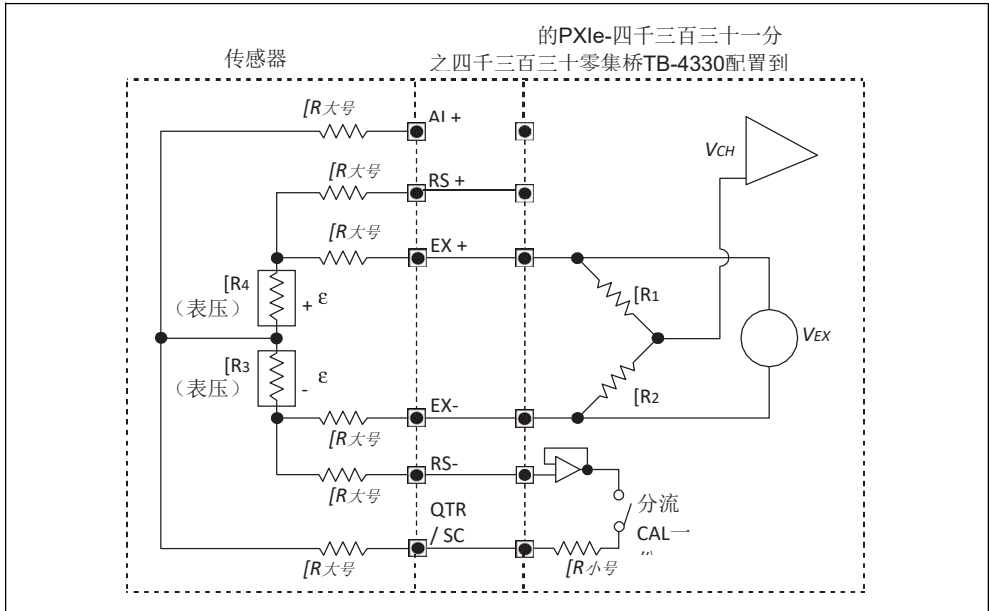 的PXIe-四千三百三十一分
之四千三百三十零集桥TB-4330配置到
传感器
[R大号
AI +
VCH
[R大号
RS +
[R大号
EX +
[R4
(表压)
+ ε
[R1
VEX
[R3
(表压)
- ε
[R2
EX-
[R大号
RS-
[R大号
QTR
/ SC
分流
CAL一
[R大号
[R小号